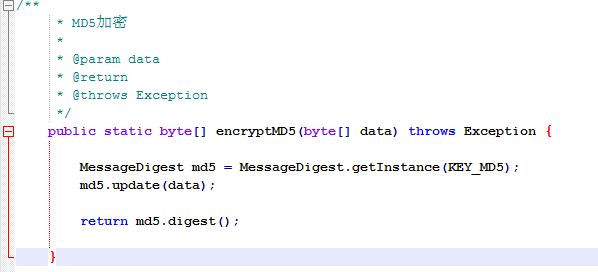 /**
 * MD5加密
 *
 * @param data
 * @return
 * @throws Exception
 */
public static byte[] encryptMD5(byte[] data) throws Exception {
MessageDigest md5 = MessageDigest.getInstance(KEY_MD5);
md5.update(data);
return md5.digest();
}